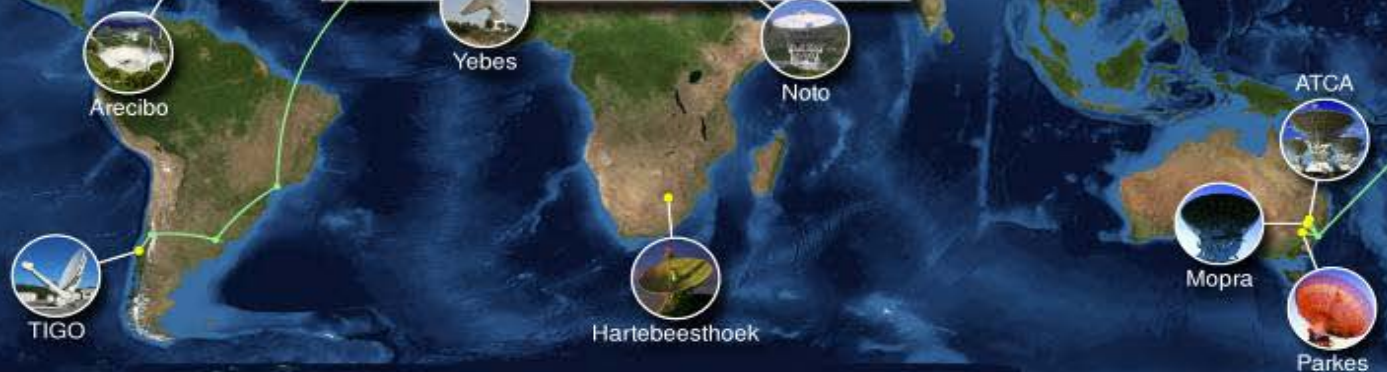 Yebes
Arecibo
Noto
ATCA
Mopra
TIGO
Hartebeesthoek
Parkes